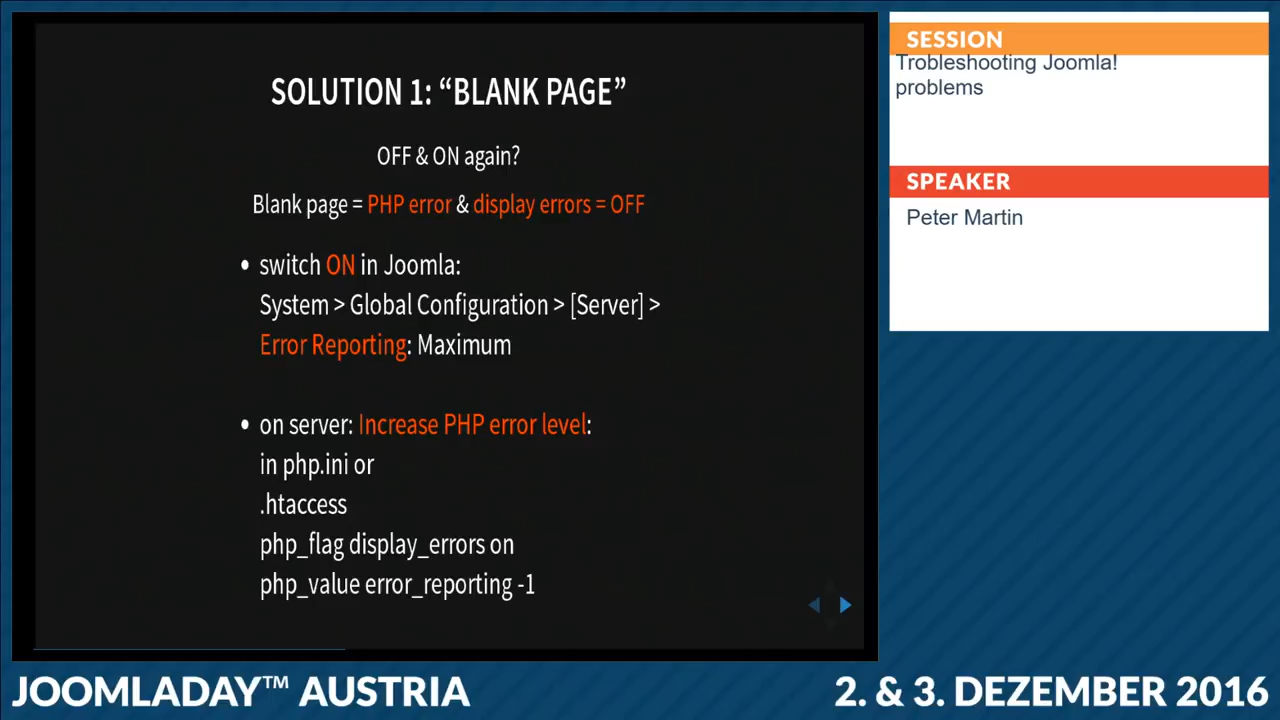 SOLUTION 1: “BLANK PAGE”
OFF & ON again?
Blank page = PHP error & display errors = OFF
• switch ON in Joomla:
System > Global Configuration > [Server] >
Error Reporting: Maximum
• on server: Increase PHP error level:
in php.ini or
.htaccess
php_flag display_errors on
php_value error_reporting -1
SESSION
Trobleshooting Joomla!
problems
SPEAKER
Peter Martin
JOOMLADAY™ AUSTRIA
2. & 3. DEZEMBER 2016